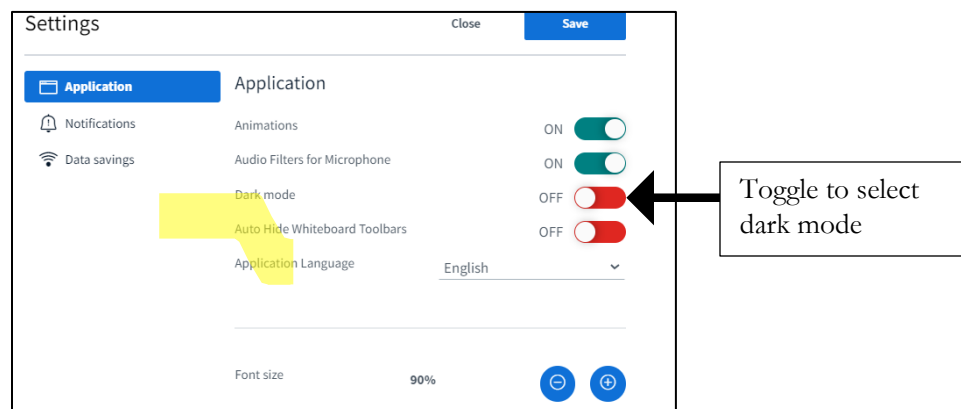 Settings
Close
Save
Application
Notifications
Data savings
Application
Animations
ON
Audio Filters for Microphone
ON
Dark mode
OFF
Auto Hide Whiteboard Toolbars
OFF
Application Language
English
Font size
90%
Toggle to select
dark mode